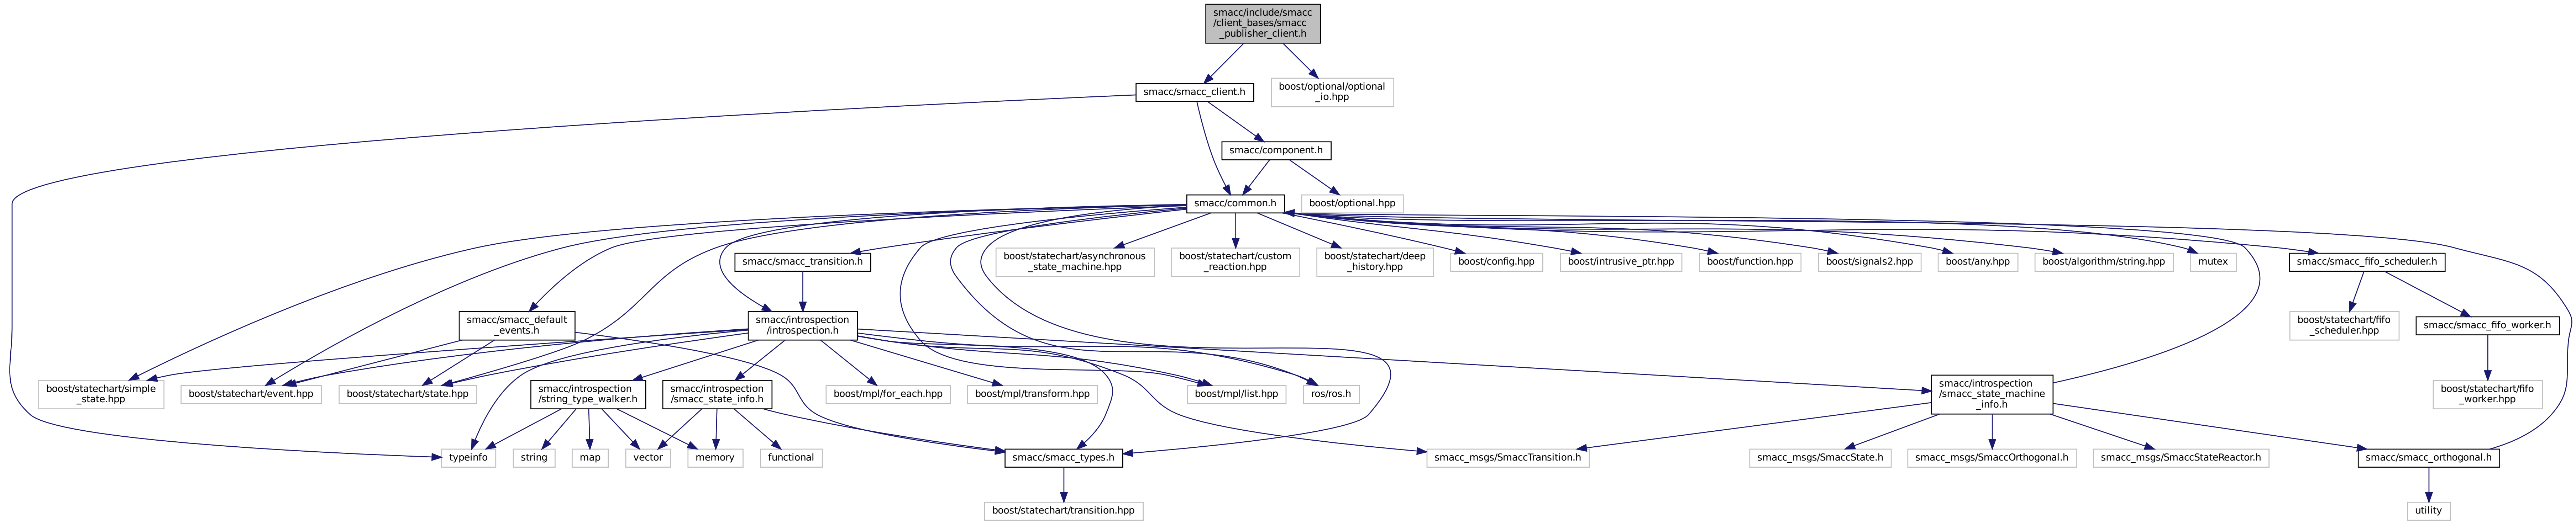 smacc/include/smacc
/client_bases/smacc
_publisher_client.h
smacc/smacc_client.h
boost/optional/optional
_io.hpp
smacc/component.h
smacc/common.h
boost/optional.hpp
smacc/smacc_transition.h
boost/statechart/asynchronous
_state_machine.hpp
boost/statechart/custom
_reaction.hpp
boost/statechart/deep
_history.hpp
boost/config.hpp
boost/intrusive_ptr.hpp
boost/function.hpp
boost/signals2.hpp
boost/any.hpp
boost/algorithm/string.hpp
mutex
smacc/smacc_fifo_scheduler.h
smacc/smacc_default
_events.h
smacc/introspection
/introspection.h
boost/statechart/fifo
_scheduler.hpp
smacc/smacc_fifo_worker.h
boost/statechart/simple
_state.hpp
boost/statechart/event.hpp
boost/statechart/state.hpp
smacc/introspection
/string_type_walker.h
smacc/introspection
/smacc_state_info.h
boost/mpl/for_each.hpp
boost/mpl/transform.hpp
boost/mpl/list.hpp
ros/ros.h
smacc/introspection
/smacc_state_machine
_info.h
boost/statechart/fifo
_worker.hpp
typeinfo
string
map
vector
memory
functional
smacc/smacc_types.h
smacc_msgs/SmaccTransition.h
smacc_msgs/SmaccState.h
smacc_msgs/SmaccOrthogonal.h
smacc_msgs/SmaccStateReactor.h
smacc/smacc_orthogonal.h
boost/statechart/transition.hpp
utility